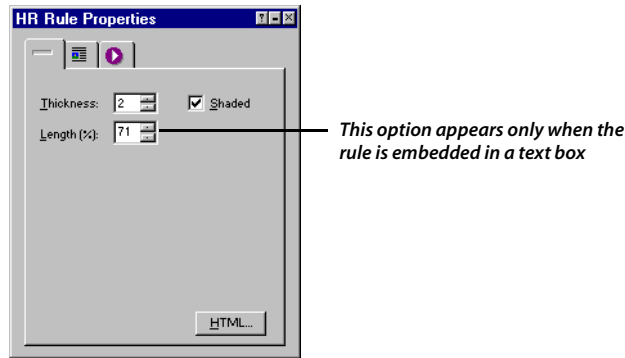 HR Rule Properties
Thickness: 2 Shaded
Length (%): 71
This option appears only when the
rule is embedded in a text box
HTML...